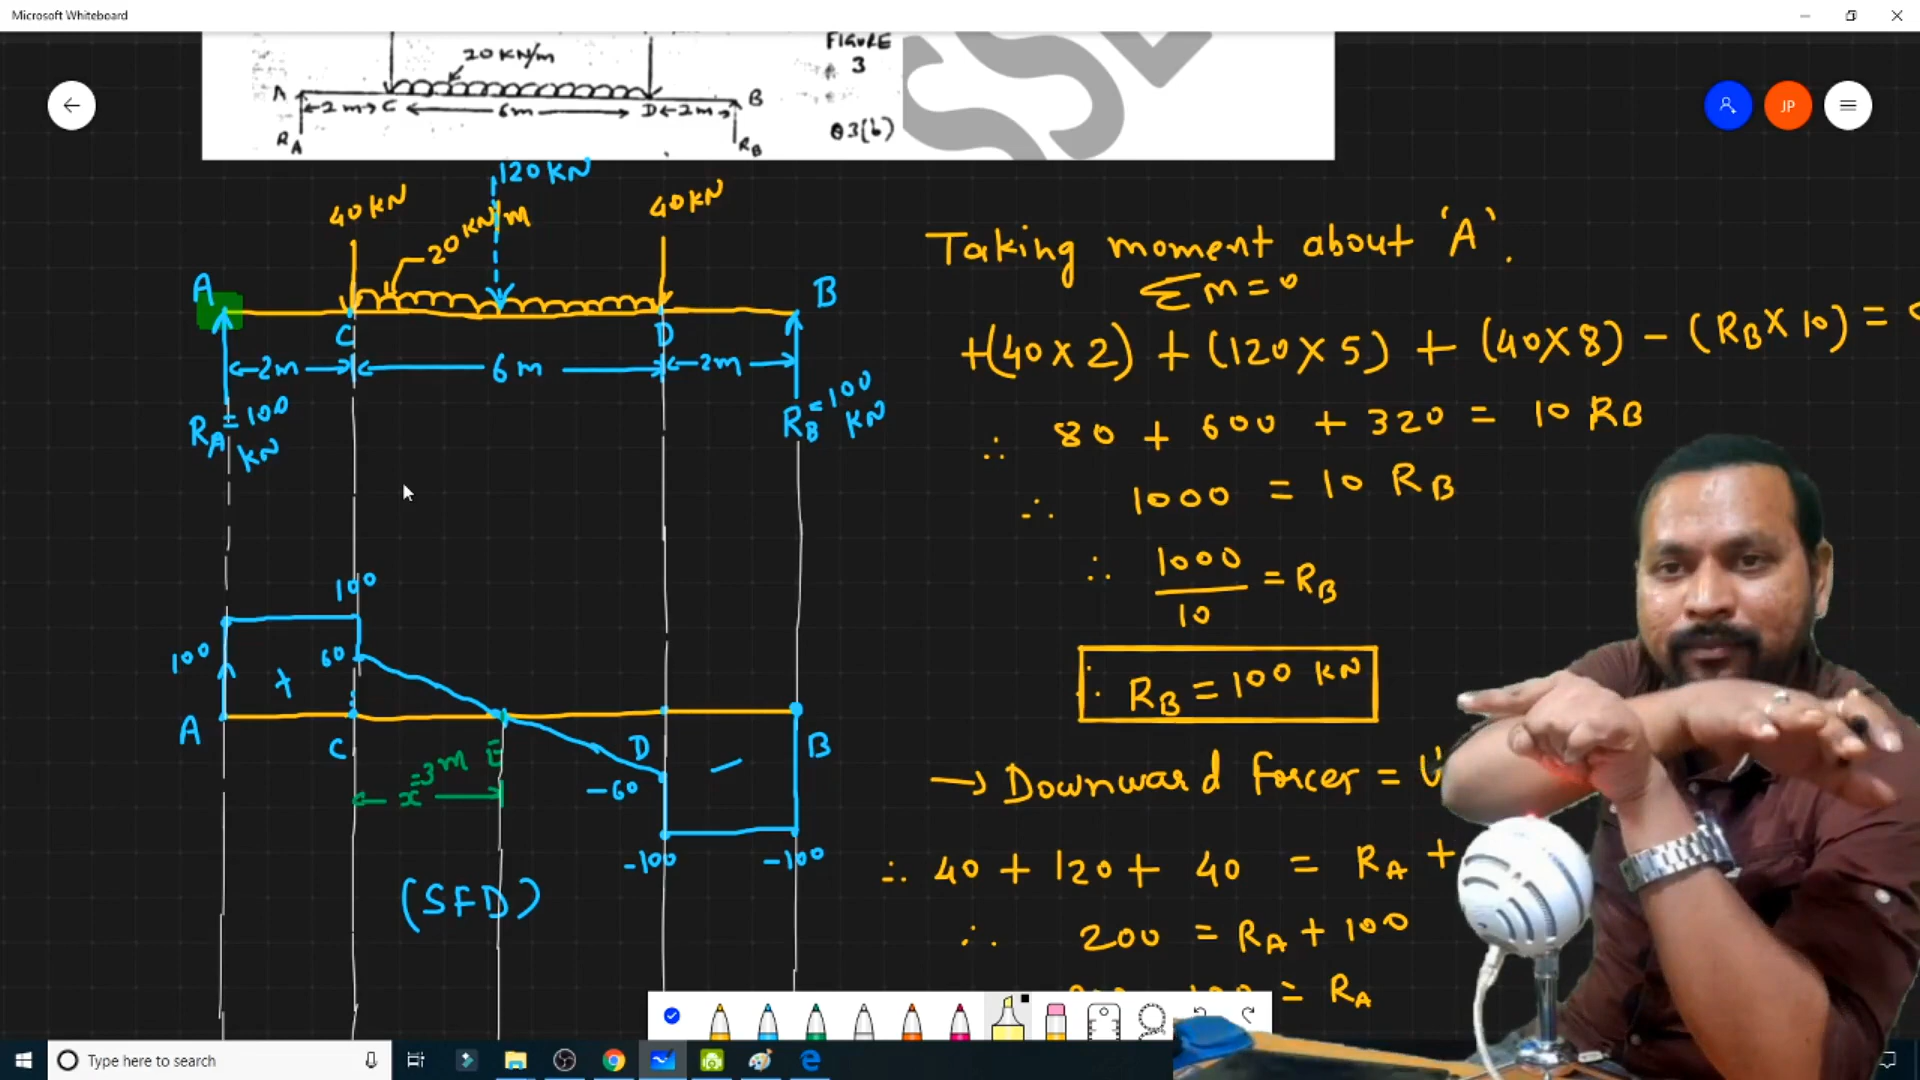 Microsoft Whiteboard
20 KN/m
FIGURE
3
A
2m
C
6m
D
2m
B
RA
RB
Q3(b)
JP
120 KN
40 KN
20 KN/m
40 KN
A
B
C
D
2m
6m
2m
RA = 100 KN
RB = 100 KN
100
100
60
+
A
C
E
D
B
x = 3m
-60
-
-100
-100
(SFD)
Taking moment about 'A'.
Σm = 0
+(40 x 2) + (120 x 5) + (40 x 8) - (RB x 10) =
∴ 80 + 600 + 320 = 10 RB
∴ 1000 = 10 RB
∴ 1000/10 = RB
∴ RB = 100 KN
→ Downward Forces =
∴ 40 + 120 + 40 = RA +
∴ 200 = RA + 100
= RA
Type here to search